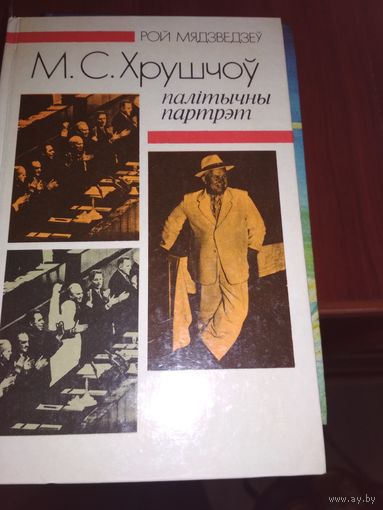 РОЙ МЯДЗВЕДЗЕЎ
М. С. Хрушчоў
палітычны
партрэт
www.ay.by